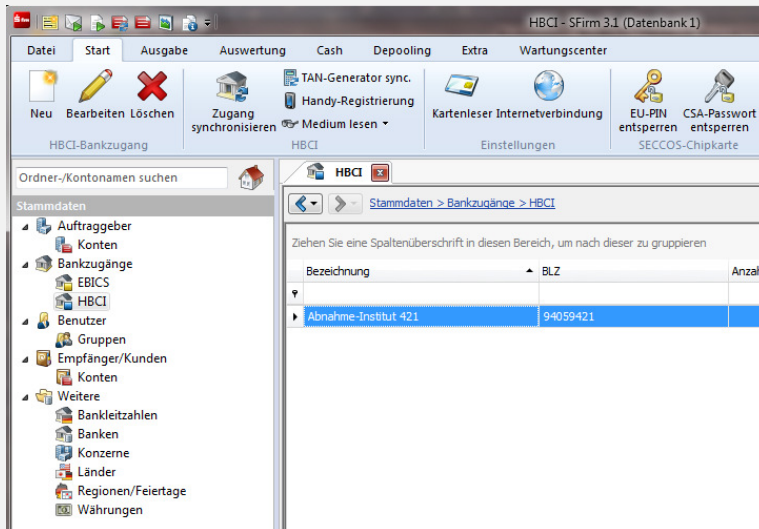 HBCI - SFirm 3.1 (Datenbank 1)
Datei Start Ausgabe Auswertung Cash Depooling Extra Wartungscenter
Neu Bearbeiten Löschen
Zugang synchronisieren
TAN-Generator sync.
Handy-Registrierung
Medium lesen
Kartenleser Internetverbindung
EU-PIN entsperren
CSA-Passwort entsperren
HBCI-Bankzugang HBCI Einstellungen SECCOS-Chipkarte
Ordner-/Kontonamen suchen
Stammdaten
Auftraggeber
Konten
Bankzugänge
EBICS
HBCI
Benutzer
Gruppen
Empfänger/Kunden
Konten
Weitere
Bankleitzahlen
Banken
Konzerne
Länder
Regionen/Feiertage
Währungen
HBCI
Stammdaten > Bankzugänge > HBCI
Ziehen Sie eine Spaltenüberschrift in diesen Bereich, um nach dieser zu gruppieren
Bezeichnung BLZ
Abnahme-Institut 421 94059421